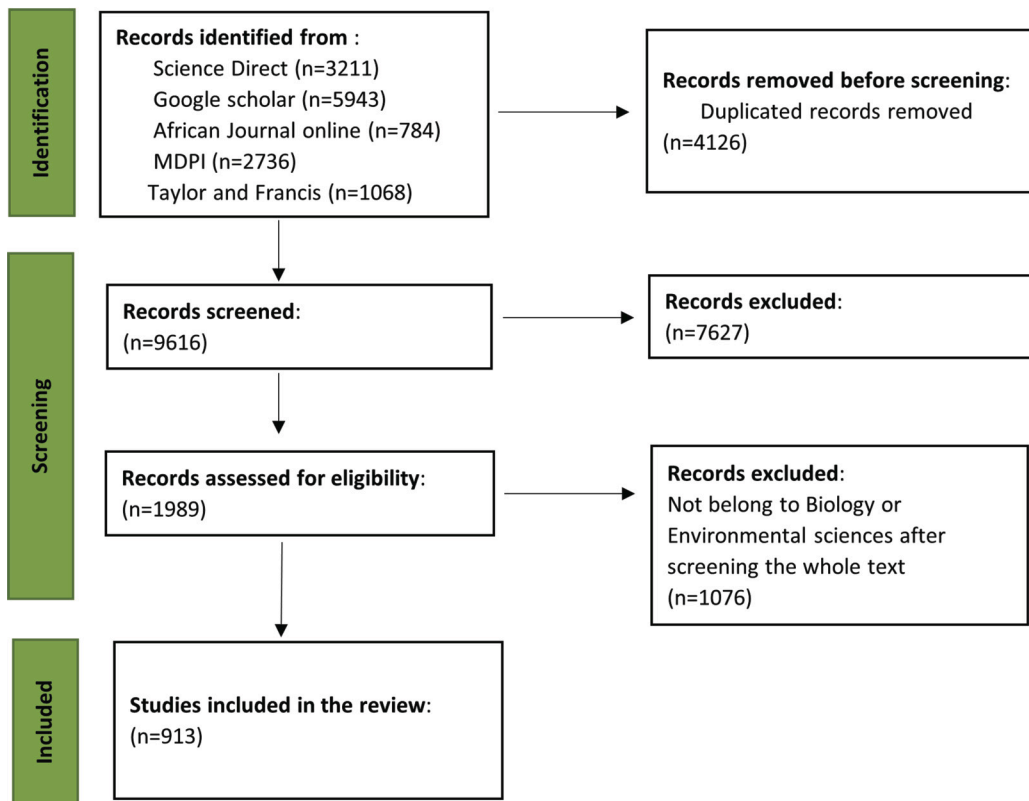 Identification
Records identified from :
Science Direct (n=3211)
Google scholar (n=5943)
African Journal online (n=784)
MDPI (n=2736)
Taylor and Francis (n=1068)
Records removed before screening:
Duplicated records removed
(n=4126)
Screening
Records screened:
(n=9616)
Records excluded:
(n=7627)
Records assessed for eligibility:
(n=1989)
Records excluded:
Not belong to Biology or
Environmental sciences after
screening the whole text
(n=1076)
Included
Studies included in the review:
(n=913)